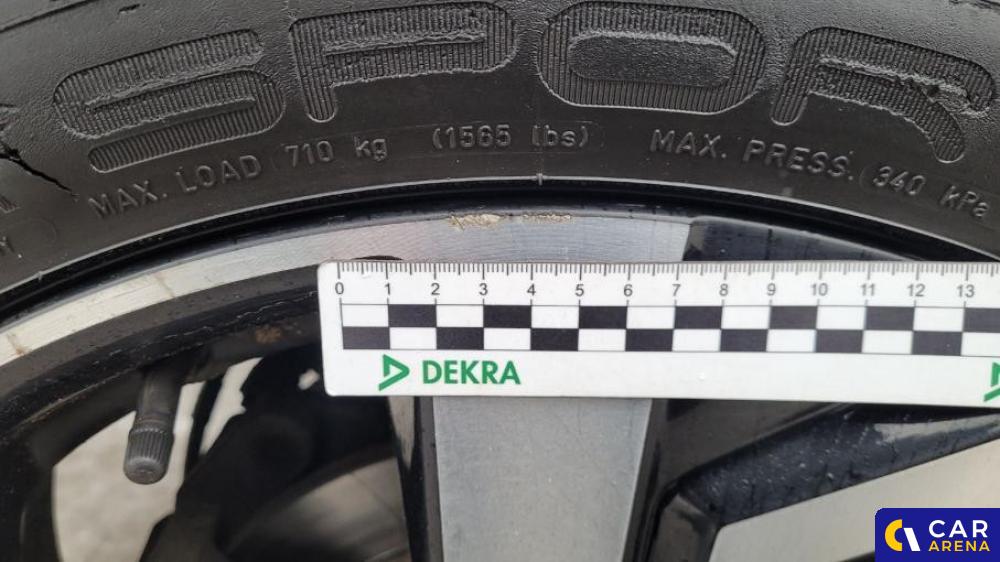 SPOR
MAX. LOAD 710 kg (1565 lbs) MAX. PRESS. 340 kPa
0 1 2 3 4 5 6 7 8 9 10 11 12 13
DEKRA
CAR
ARENA